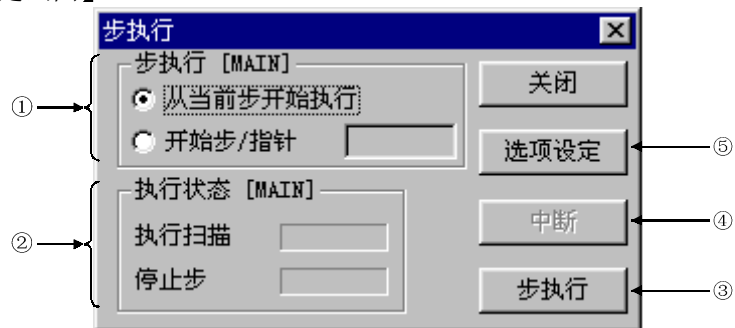 步执行
步执行 [MAIN]
从当前步开始执行
开始步/指针
关闭
选项设定
执行状态 [MAIN]
执行扫描
停止步
中断
步执行
①
②
⑤
④
③